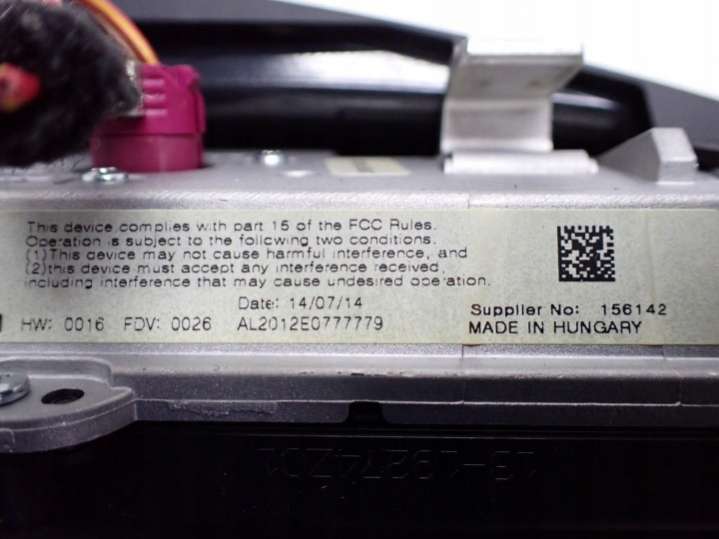 This device complies with part 15 of the FCC Rules.
Operation is subject to the following two conditions.
(1)This device may not cause harmful interference, and
(2)this device must accept any interference received,
including interference that may cause undesired operation.
Date: 14/07/14
HW: 0016 FDV: 0026 AL2012E0777779
Supplier No: 156142
MADE IN HUNGARY